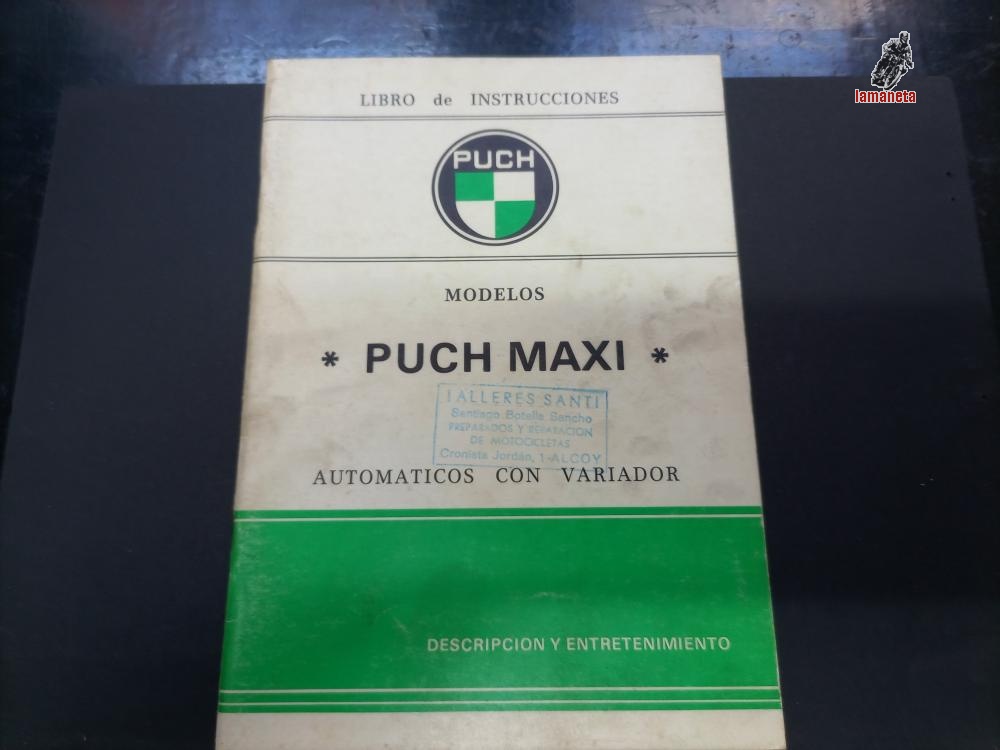 lamaneta
LIBRO de INSTRUCCIONES
PUCH
MODELOS
* PUCH MAXI *
TALLERES SANTI
Santiago Botella Sancho
PREPARADOS Y REPARACION
DE MOTOCICLETAS
Cronista Jordán, 1-ALCOY
AUTOMATICOS CON VARIADOR
DESCRIPCION Y ENTRETENIMIENTO